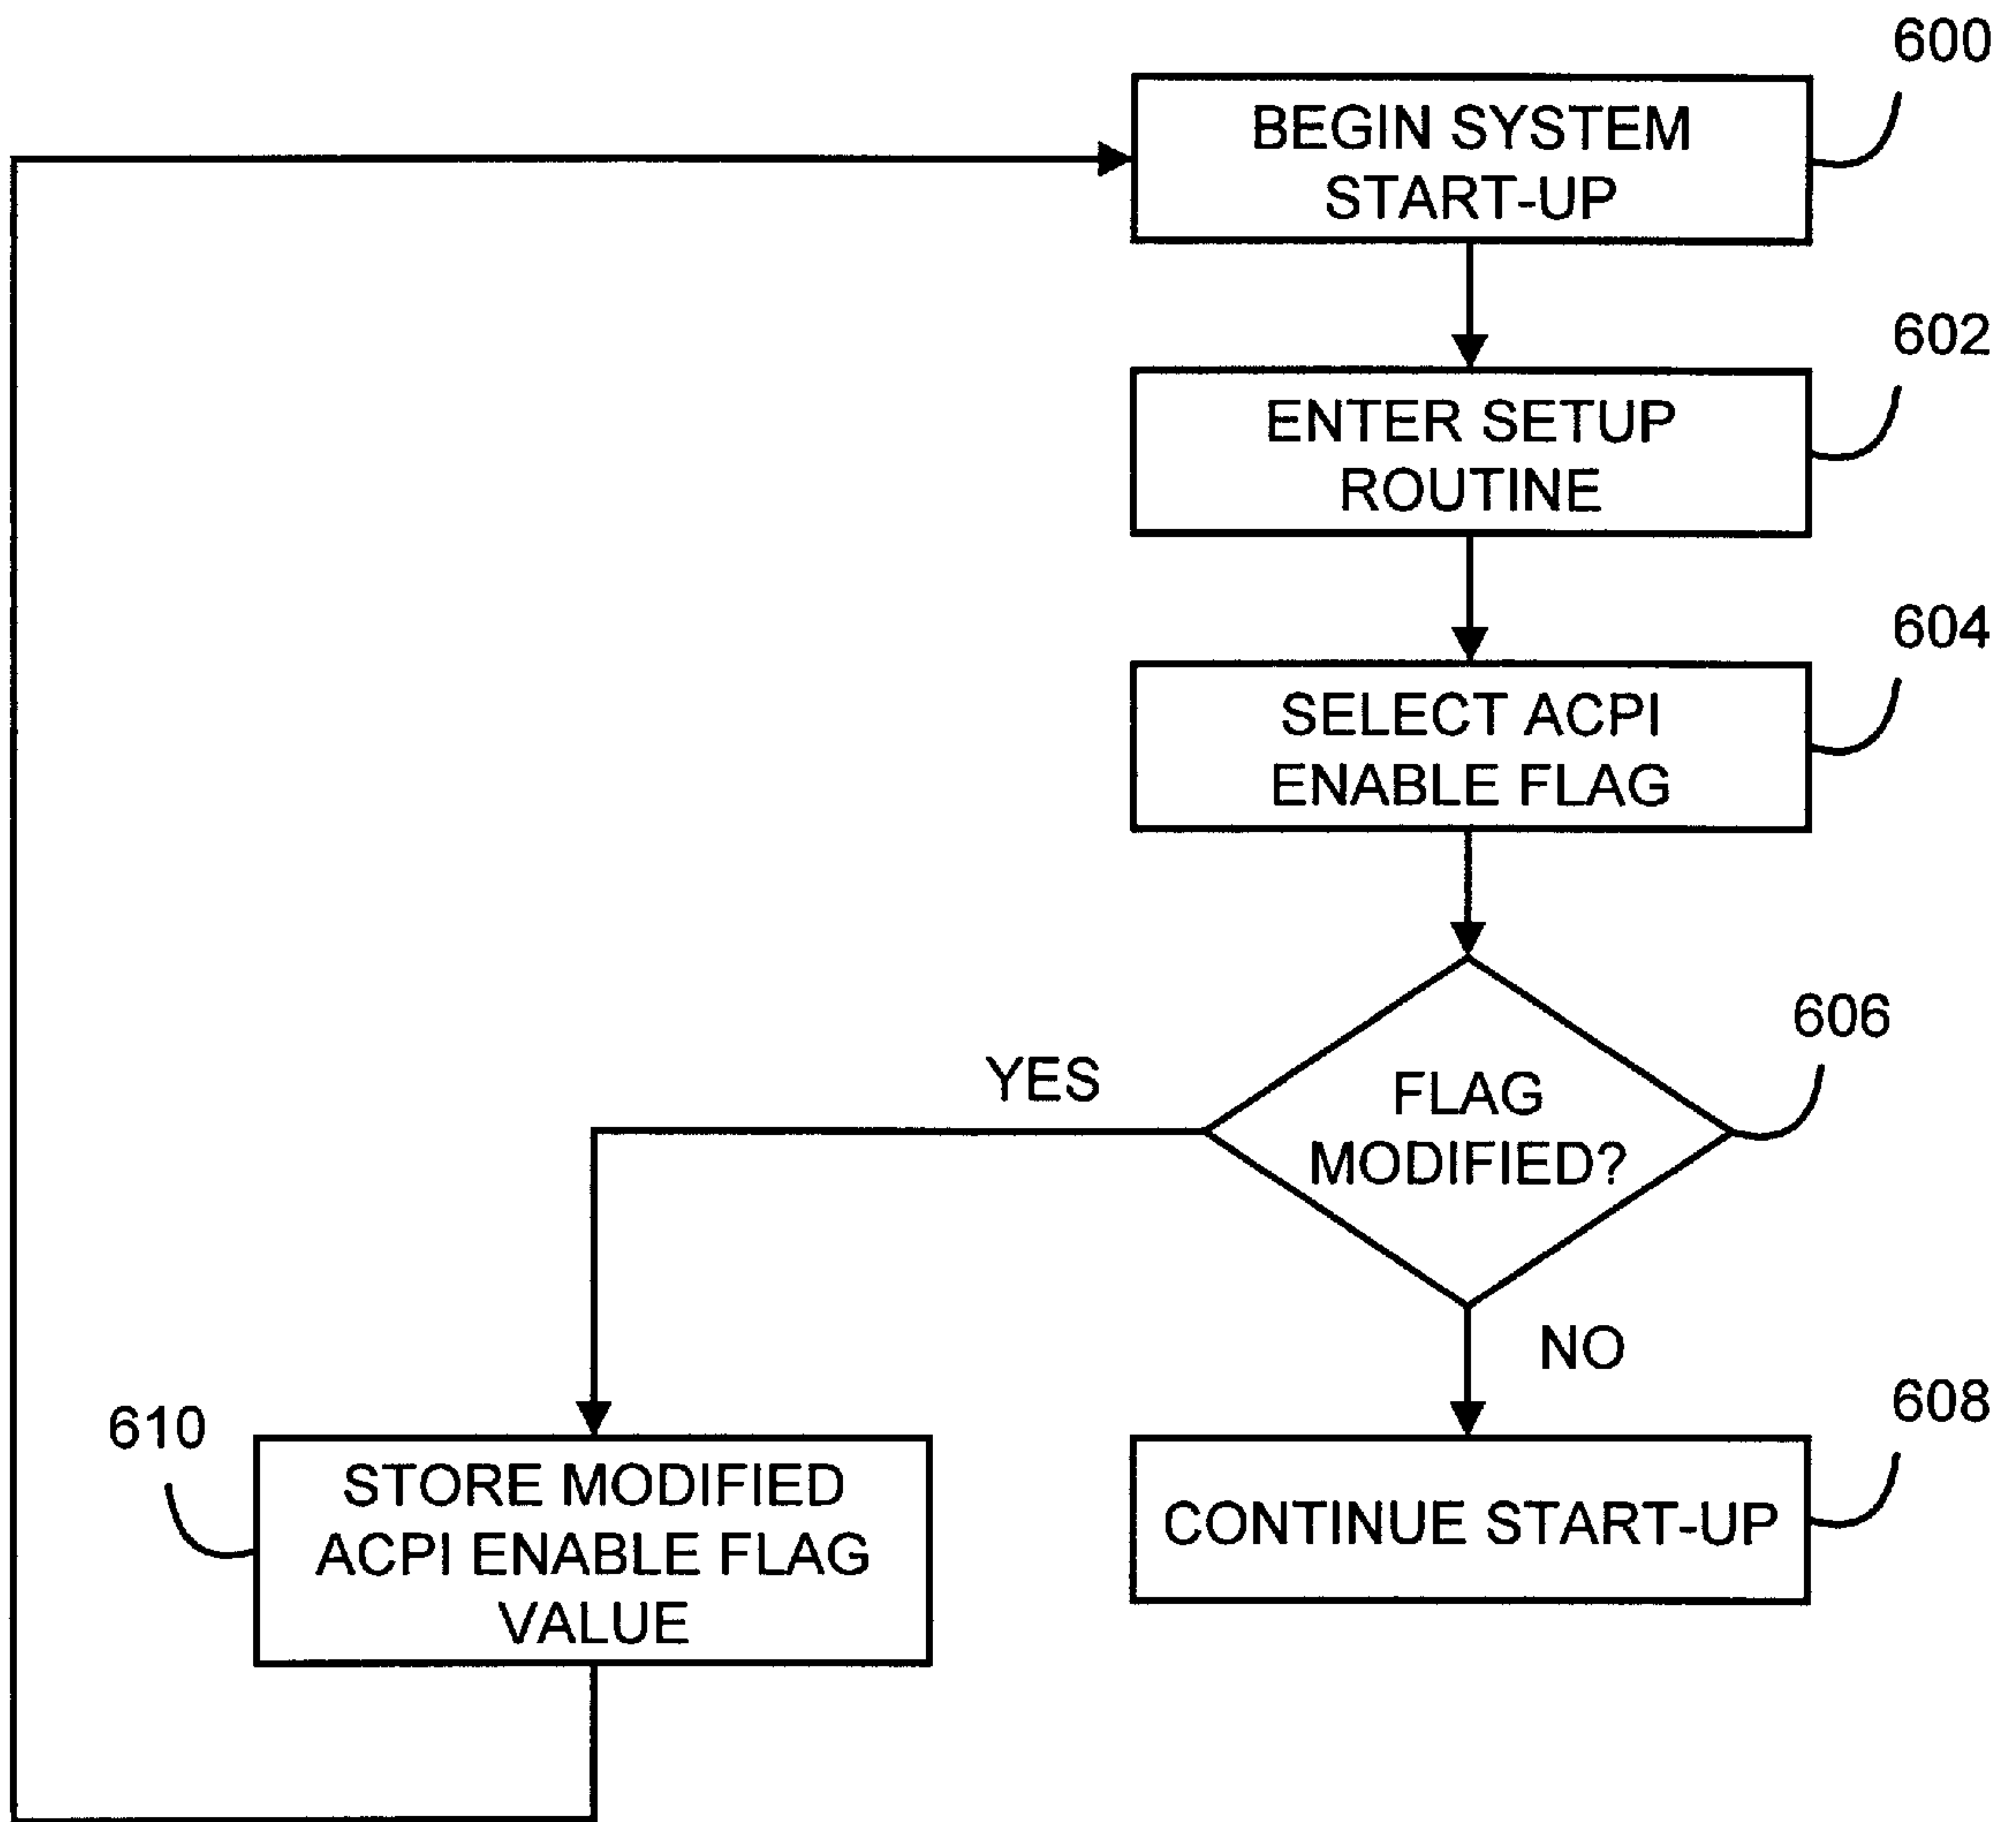 600
BEGIN SYSTEM
START-UP
602
ENTER SETUP
ROUTINE
604
SELECT ACPI
ENABLE FLAG
606
YES
FLAG
MODIFIED?
NO
608
610
STORE MODIFIED
ACPI ENABLE FLAG
VALUE
CONTINUE START-UP